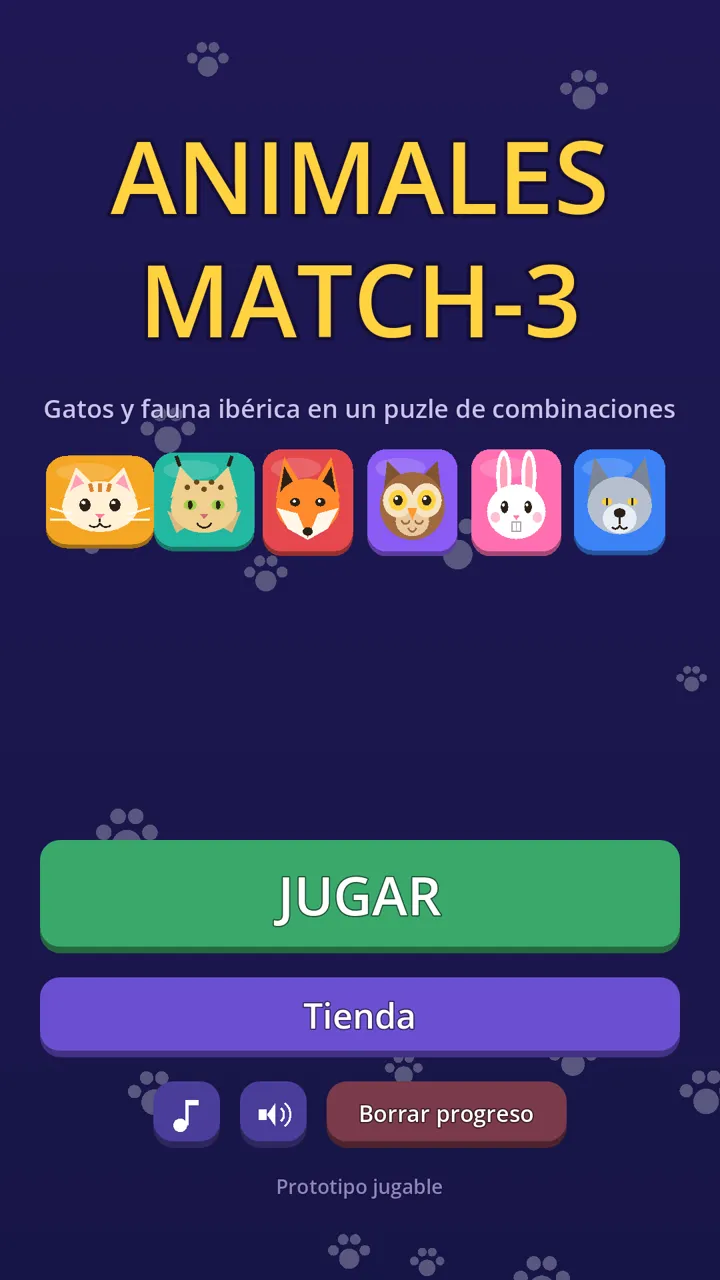 ANIMALES
MATCH-3
Gatos y fauna ibérica en un puzle de combinaciones
JUGAR
Tienda
Borrar progreso
Prototipo jugable